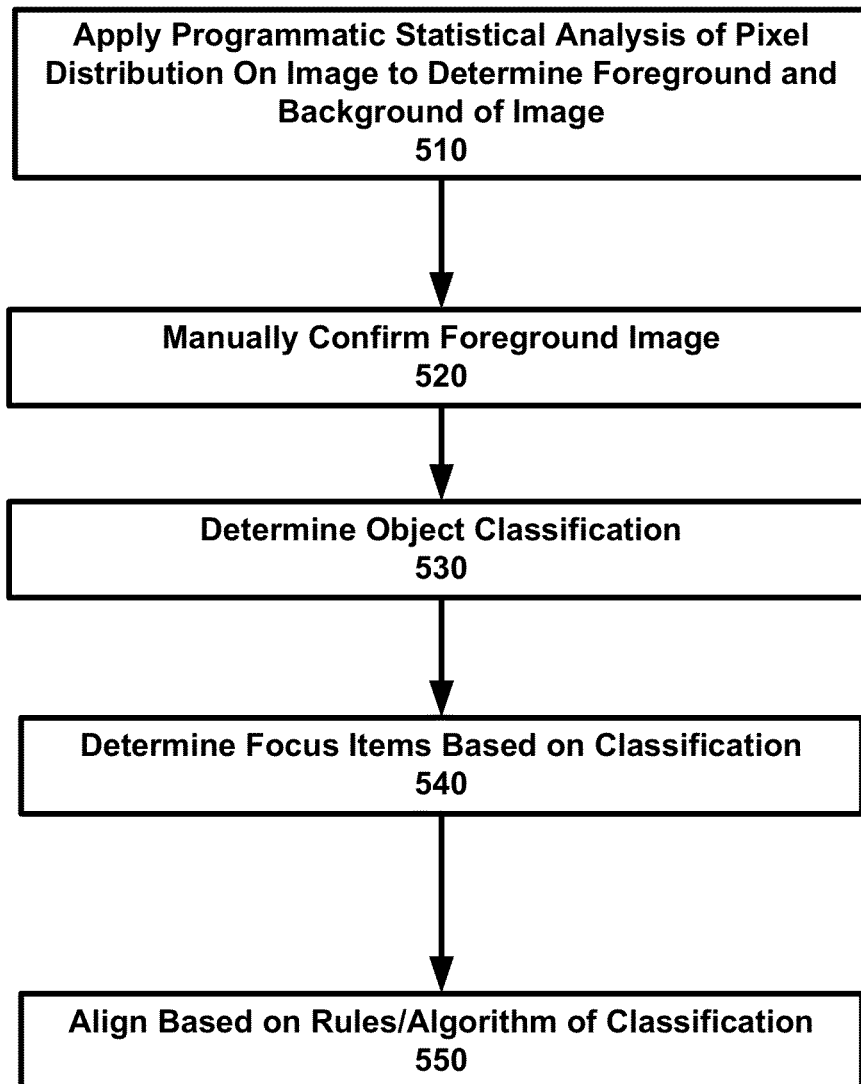 Apply Programmatic Statistical Analysis of Pixel
Distribution On Image to Determine Foreground and
Background of Image
510
Manually Confirm Foreground Image
520
Determine Object Classification
530
Determine Focus Items Based on Classification
540
Align Based on Rules/Algorithm of Classification
550